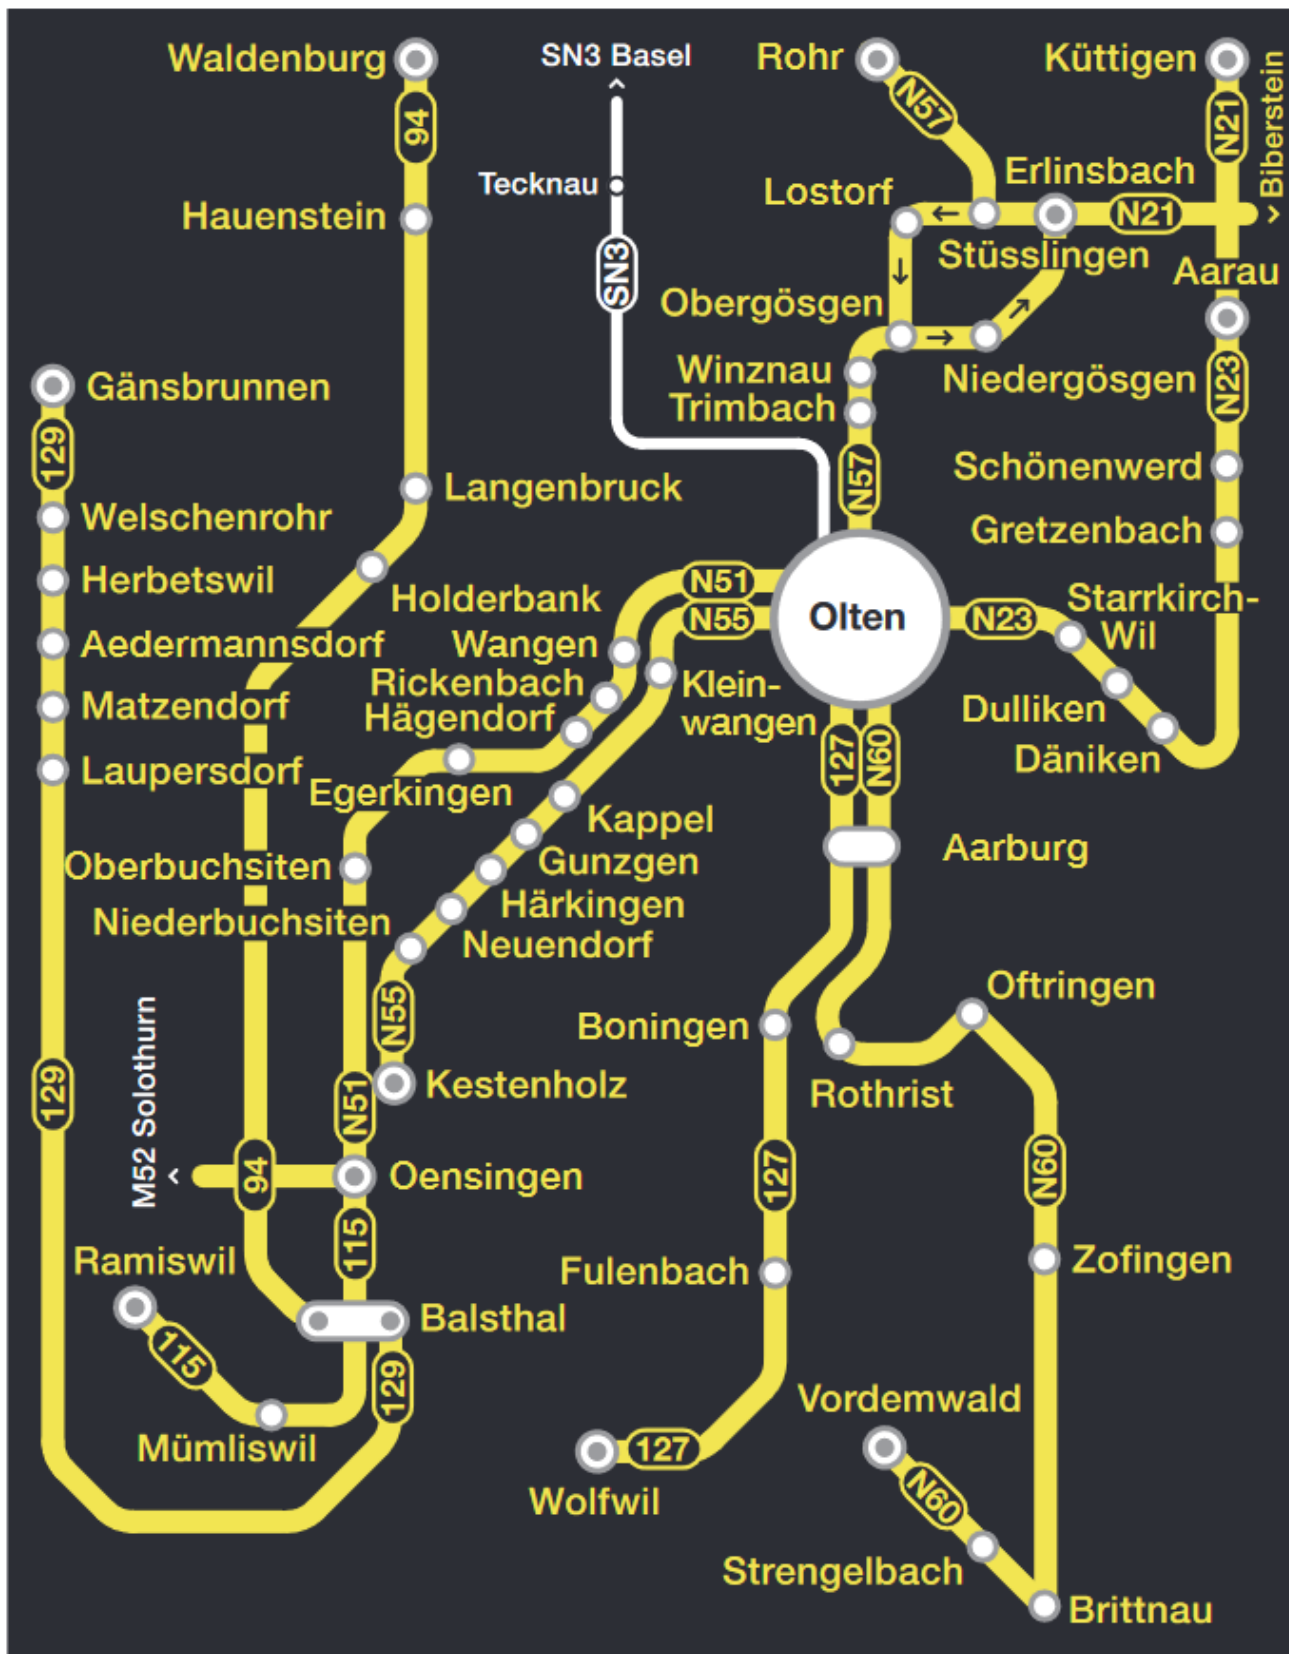 Waldenburg
SN3 Basel
Rohr
Küttigen
94
N57
N21
Biberstein
Tecknau
Erlinsbach
Lostorf
N21
Hauenstein
Stüsslingen
SN3
Aarau
Obergösgen
Winznau
Niedergösgen
N23
Trimbach
Gänsbrunnen
129
N57
Schönenwerd
Langenbruck
Welschenrohr
Gretzenbach
Herbetswil
N51
Holderbank
Olten
N55
N23
Starrkirch-
Wil
Aedermannsdorf
Wangen
Rickenbach
Klein-
wangen
Matzendorf
Hägendorf
Dulliken
Däniken
Laupersdorf
127
N60
Egerkingen
Kappel
Aarburg
Oberbuchsiten
Gunzgen
Niederbuchsiten
Härkingen
Neuendorf
Oftringen
N55
Boningen
M52 Solothurn
129
N51
Kestenholz
Rothrist
94
Oensingen
127
N60
115
Ramiswil
Fulenbach
Zofingen
Balsthal
115
129
Vordemwald
Mümliswil
127
Wolfwil
N60
Strengelbach
Brittnau